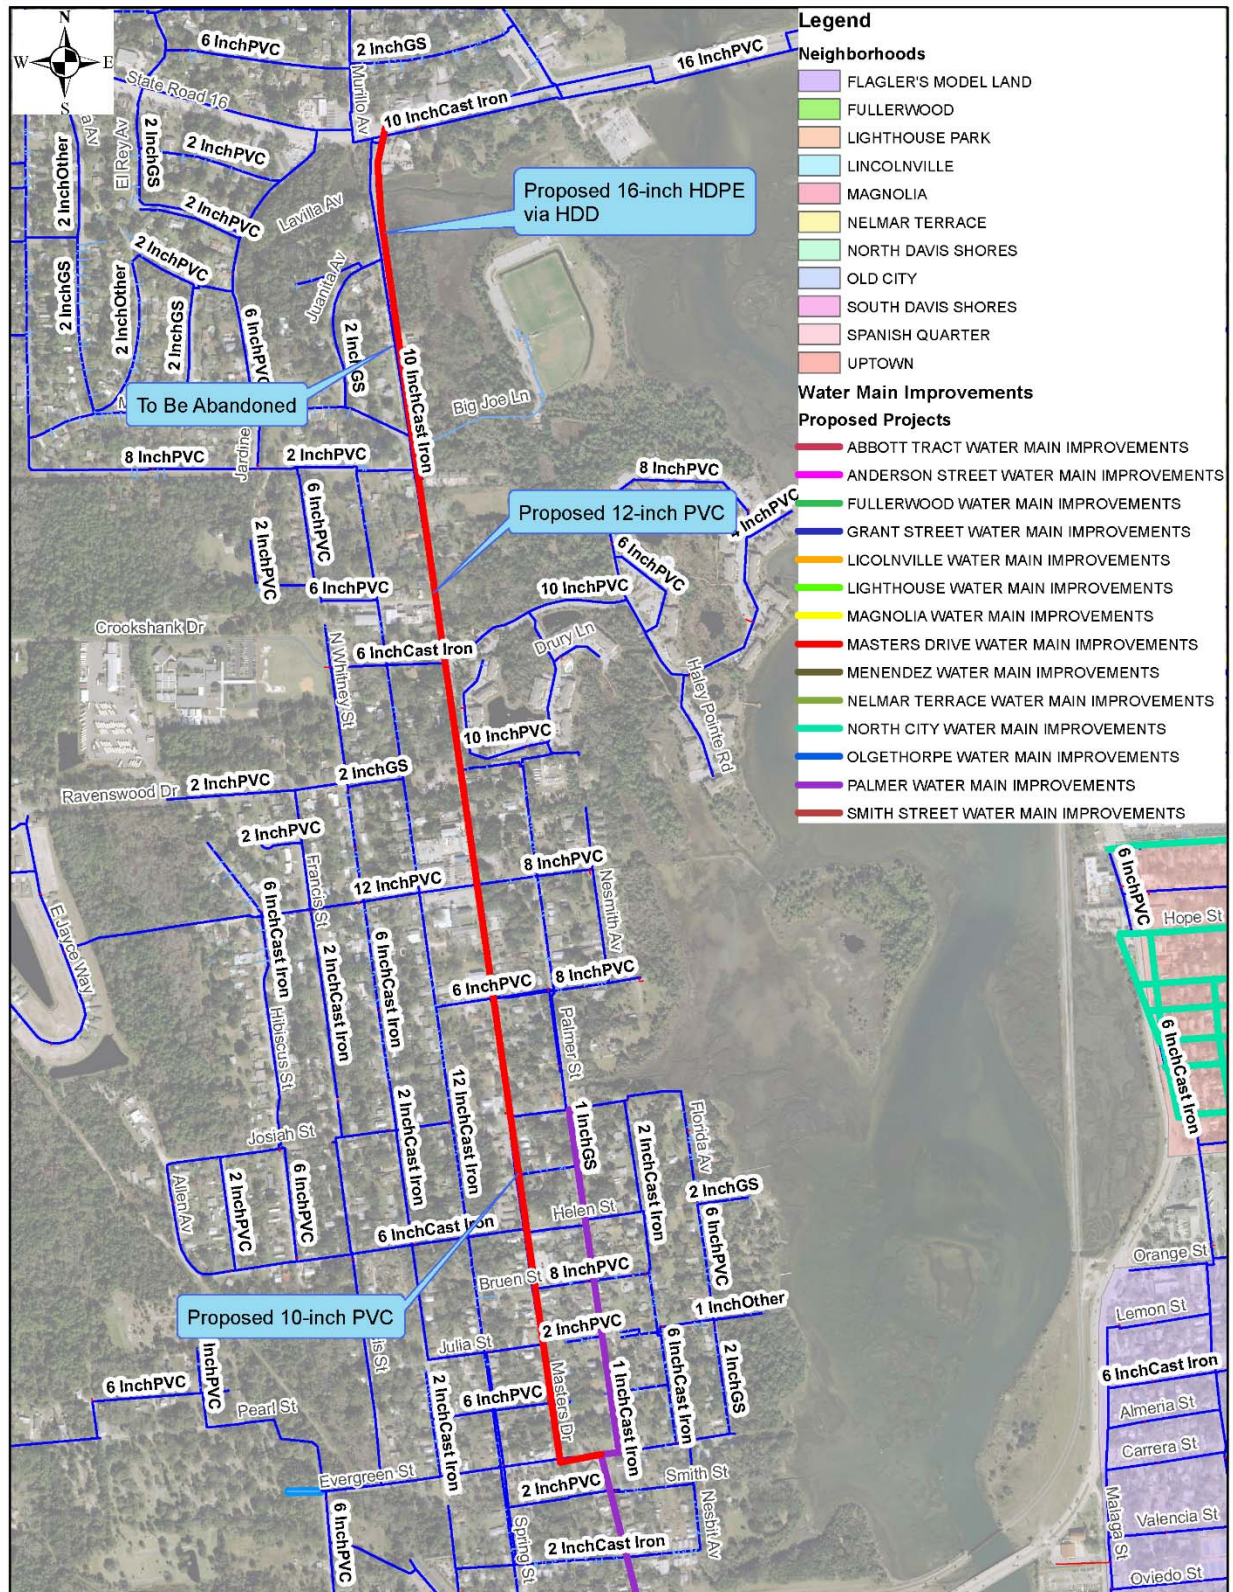 N
W
E
S
6 InchPVC
2 InchGS
16 InchPVC
Murillo Av
State Road 16
10 InchCast Iron
a Av
El Rey Av
2 InchGS
2 InchOther
2 InchPVC
2 InchPVC
Lavilla Av
Proposed 16-inch HDPE
via HDD
2 InchPVC
Juanita Av
2 InchGS
2 InchOther
2 InchGS
6 InchPVC
2 InchGS
10 InchCast Iron
To Be Abandoned
M
Big Joe Ln
Jardine
8 InchPVC
2 InchPVC
6 InchPVC
8 InchPVC
InchPVC
Proposed 12-inch PVC
2 InchPVC
6 InchPVC
6 InchPVC
10 InchPVC
Crookshank Dr
N Whitney St
6 InchCast Iron
Drury Ln
Haley Pointe Rd
10 InchPVC
2 InchGS
2 InchPVC
Ravenswood Dr
2 InchPVC
Francis St
12 InchPVC
8 InchPVC
Nesmith Av
E Jayce Way
6 InchCast Iron
2 InchCast Iron
6 InchCast Iron
6 InchPVC
8 InchPVC
Hibiscus St
Palmer St
12 InchCast Iron
2 InchCast Iron
1 InchGS
2 InchCast Iron
Florida Av
Josiah St
Allen Av
2 InchPVC
6 InchPVC
2 InchGS
Helen St
6 InchCast Iron
6 InchPVC
Bruen St
8 InchPVC
Proposed 10-inch PVC
1 InchOther
2 InchPVC
is St
Julia St
6 InchCast Iron
2 InchGS
InchPVC
6 InchPVC
Masters Dr
1 InchCast Iron
2 InchCast Iron
6 InchPVC
Pearl St
Evergreen St
2 InchPVC
Smith St
6 InchPVC
Spring St
2 InchCast Iron
Nesbit Av
Legend
Neighborhoods
FLAGLER'S MODEL LAND
FULLERWOOD
LIGHTHOUSE PARK
LINCOLNVILLE
MAGNOLIA
NELMAR TERRACE
NORTH DAVIS SHORES
OLD CITY
SOUTH DAVIS SHORES
SPANISH QUARTER
UPTOWN
Water Main Improvements
Proposed Projects
ABBOTT TRACT WATER MAIN IMPROVEMENTS
ANDERSON STREET WATER MAIN IMPROVEMENTS
FULLERWOOD WATER MAIN IMPROVEMENTS
GRANT STREET WATER MAIN IMPROVEMENTS
LICOLNVILLE WATER MAIN IMPROVEMENTS
LIGHTHOUSE WATER MAIN IMPROVEMENTS
MAGNOLIA WATER MAIN IMPROVEMENTS
MASTERS DRIVE WATER MAIN IMPROVEMENTS
MENENDEZ WATER MAIN IMPROVEMENTS
NELMAR TERRACE WATER MAIN IMPROVEMENTS
NORTH CITY WATER MAIN IMPROVEMENTS
OLGETHORPE WATER MAIN IMPROVEMENTS
PALMER WATER MAIN IMPROVEMENTS
SMITH STREET WATER MAIN IMPROVEMENTS
6 InchPVC
Hope St
6 InchCast Iron
Orange St
Lemon St
6 InchCast Iron
Almeria St
Carrera St
Malaga St
Valencia St
Oviedo St